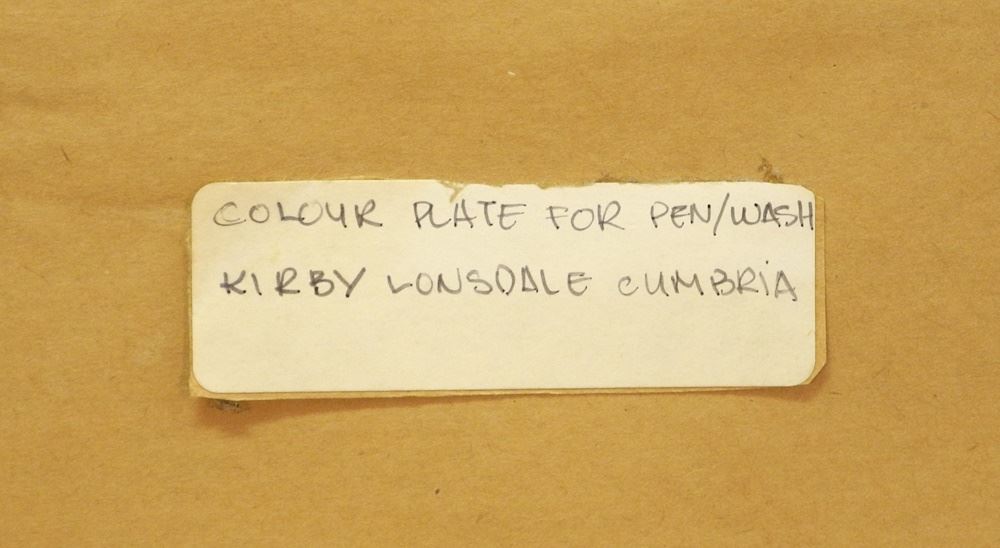 COLOUR PLATE FOR PEN/WASH
KIRBY LONSDALE CUMBRIA